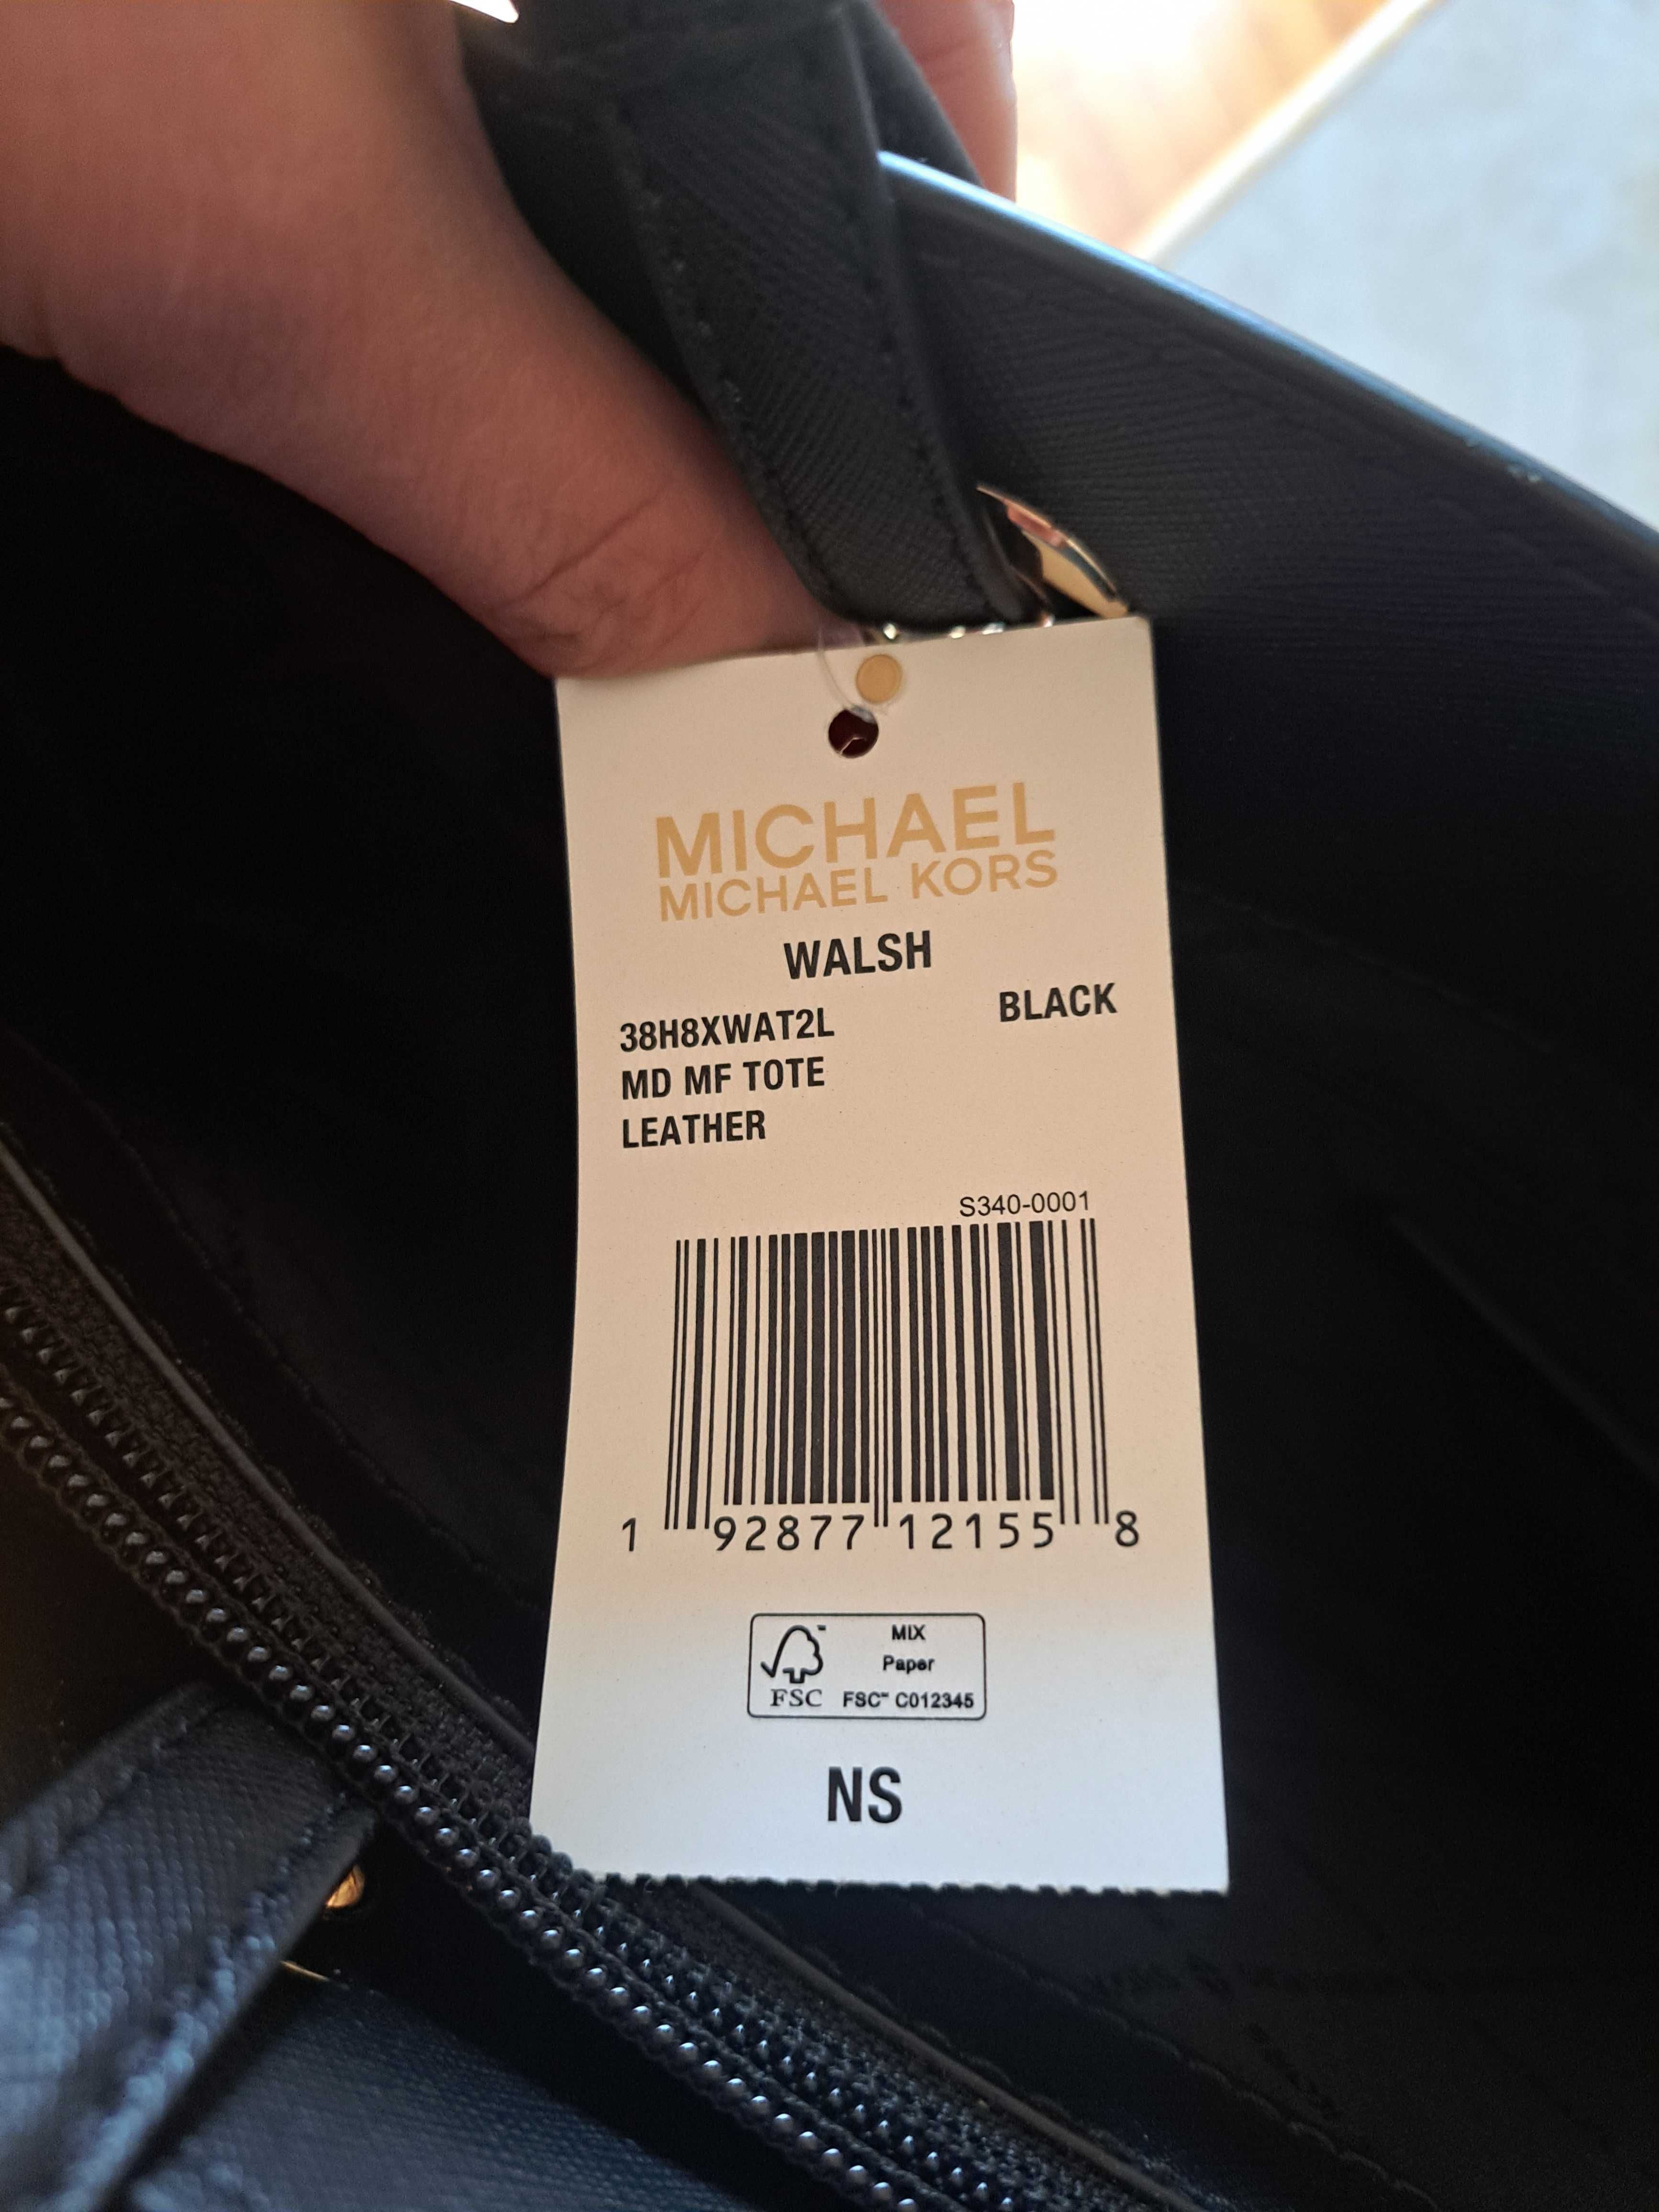 MICHAEL
MICHAEL KORS
WALSH
38H8XWAT2L BLACK
MD MF TOTE
LEATHER
S340-0001
1 92877 12155 8
FSC
MIX
Paper
FSC™ C012345
NS